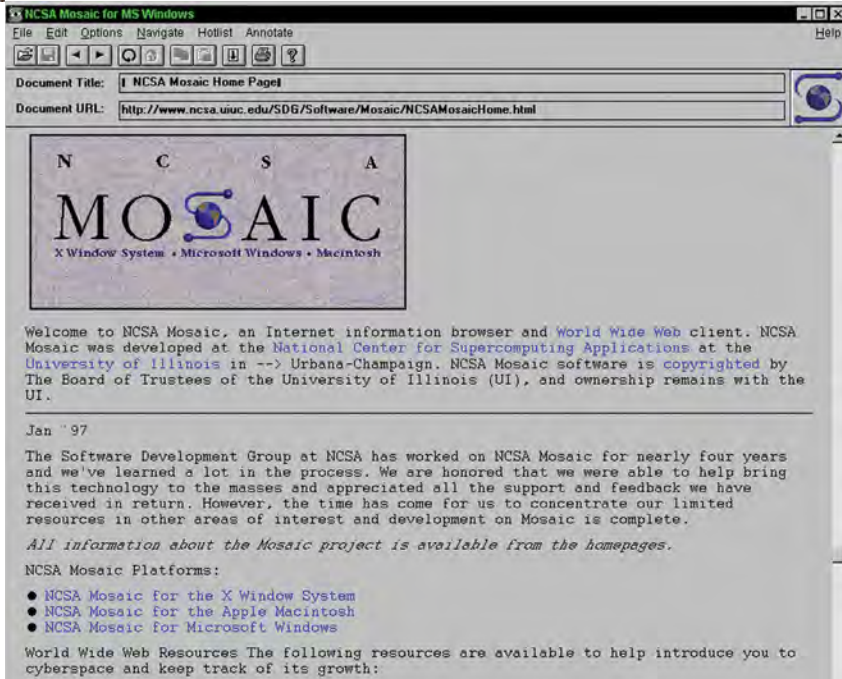 NCSA Mosaic for MS Windows
File Edit Options Navigate Hotlist Annotate Help
Document Title: NCSA Mosaic Home Page
Document URL: http://www.ncsa.uiuc.edu/SDG/Software/Mosaic/NCSAMosaicHome.html
N C S A
MOSAIC
X Window System • Microsoft Windows • Macintosh
Welcome to NCSA Mosaic, an Internet information browser and World Wide Web client. NCSA
Mosaic was developed at the National Center for Supercomputing Applications at the
University of Illinois in --> Urbana-Champaign. NCSA Mosaic software is copyrighted by
The Board of Trustees of the University of Illinois (UI), and ownership remains with the
UI.
Jan '97
The Software Development Group at NCSA has worked on NCSA Mosaic for nearly four years
and we've learned a lot in the process. We are honored that we were able to help bring
this technology to the masses and appreciated all the support and feedback we have
received in return. However, the time has come for us to concentrate our limited
resources in other areas of interest and development on Mosaic is complete.
All information about the Mosaic project is available from the homepages.
NCSA Mosaic Platforms:
● NCSA Mosaic for the X Window System
● NCSA Mosaic for the Apple Macintosh
● NCSA Mosaic for Microsoft Windows
World Wide Web Resources The following resources are available to help introduce you to
cyberspace and keep track of its growth: